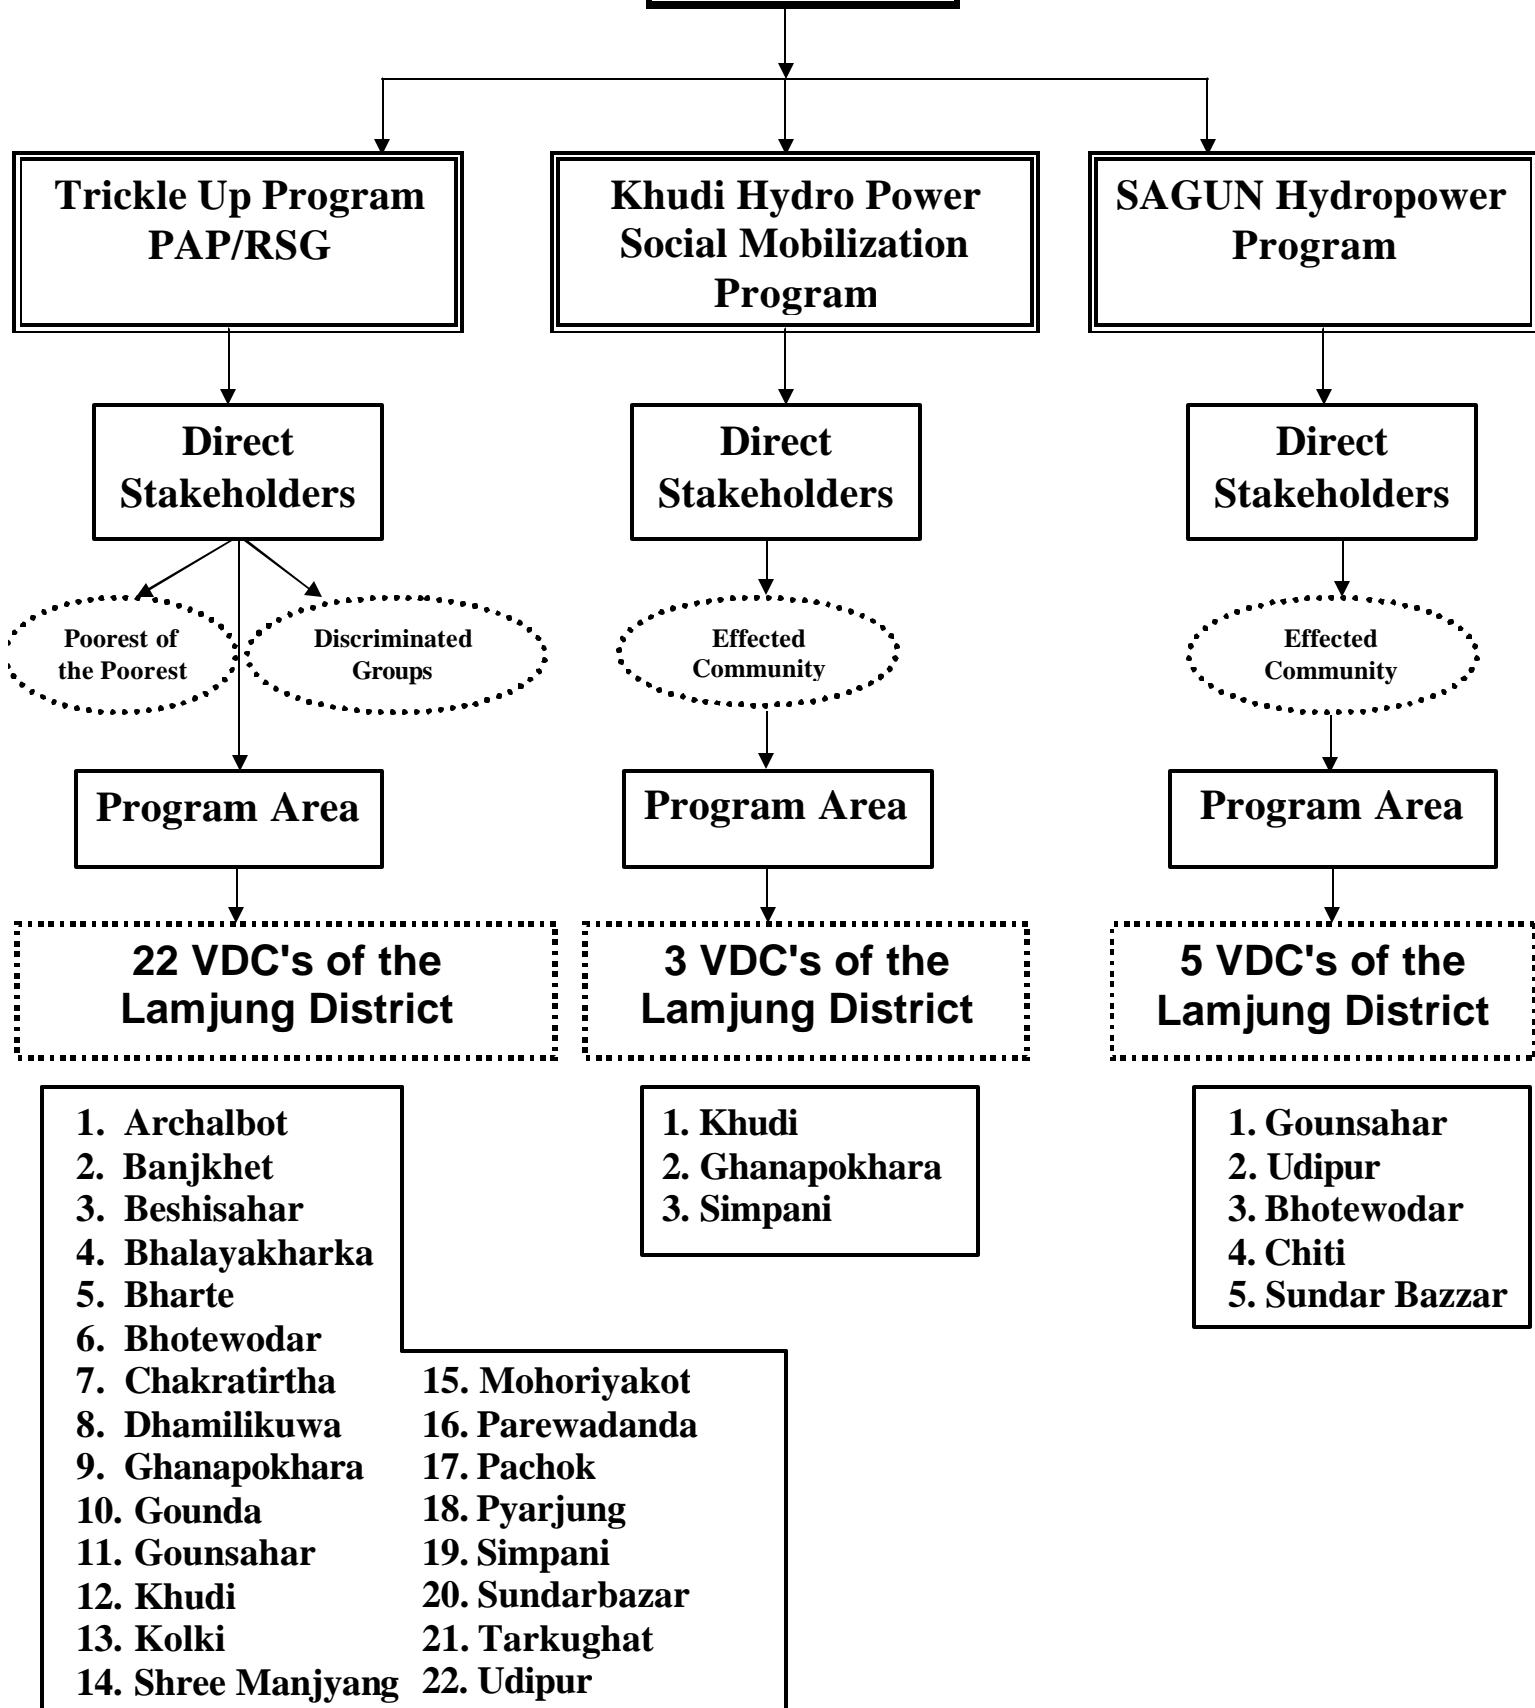 Trickle Up Program
PAP/RSG
Khudi Hydro Power
Social Mobilization
Program
SAGUN Hydropower
Program
Direct
Stakeholders
Direct
Stakeholders
Direct
Stakeholders
Poorest of
the Poorest
Discriminated
Groups
Effected
Community
Effected
Community
Program Area
Program Area
Program Area
22 VDC's of the
Lamjung District
3 VDC's of the
Lamjung District
5 VDC's of the
Lamjung District
1. Archalbot
2. Banjkhet
3. Beshisahar
4. Bhalayakharka
5. Bharte
6. Bhotewodar
7. Chakratirtha
8. Dhamilikuwa
9. Ghanapokhara
10. Gounda
11. Gounsahar
12. Khudi
13. Kolki
14. Shree Manjyang
15. Mohoriyakot
16. Parewadanda
17. Pachok
18. Pyarjung
19. Simpani
20. Sundarbazar
21. Tarkughat
22. Udipur
1. Khudi
2. Ghanapokhara
3. Simpani
1. Gounsahar
2. Udipur
3. Bhotewodar
4. Chiti
5. Sundar Bazzar